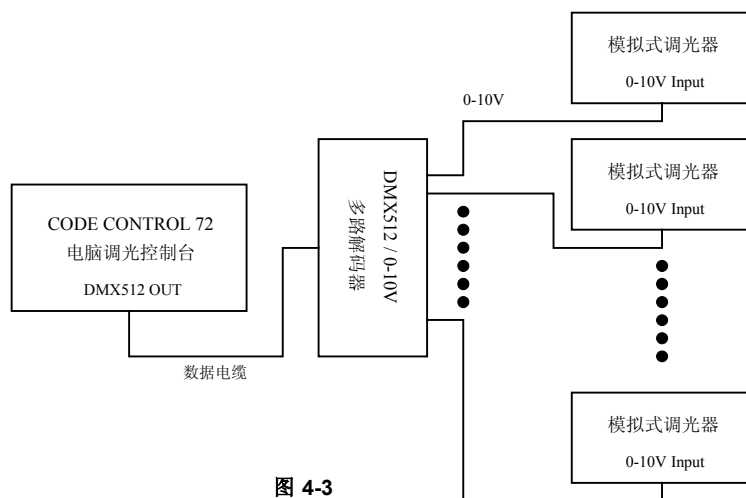 模拟式调光器
0-10V Input
0-10V
模拟式调光器
0-10V Input
DMX512 / 0-10V
多路解码器
CODE CONTROL 72
电脑调光控制台
DMX512 OUT
数据电缆
模拟式调光器
0-10V Input
图 4-3